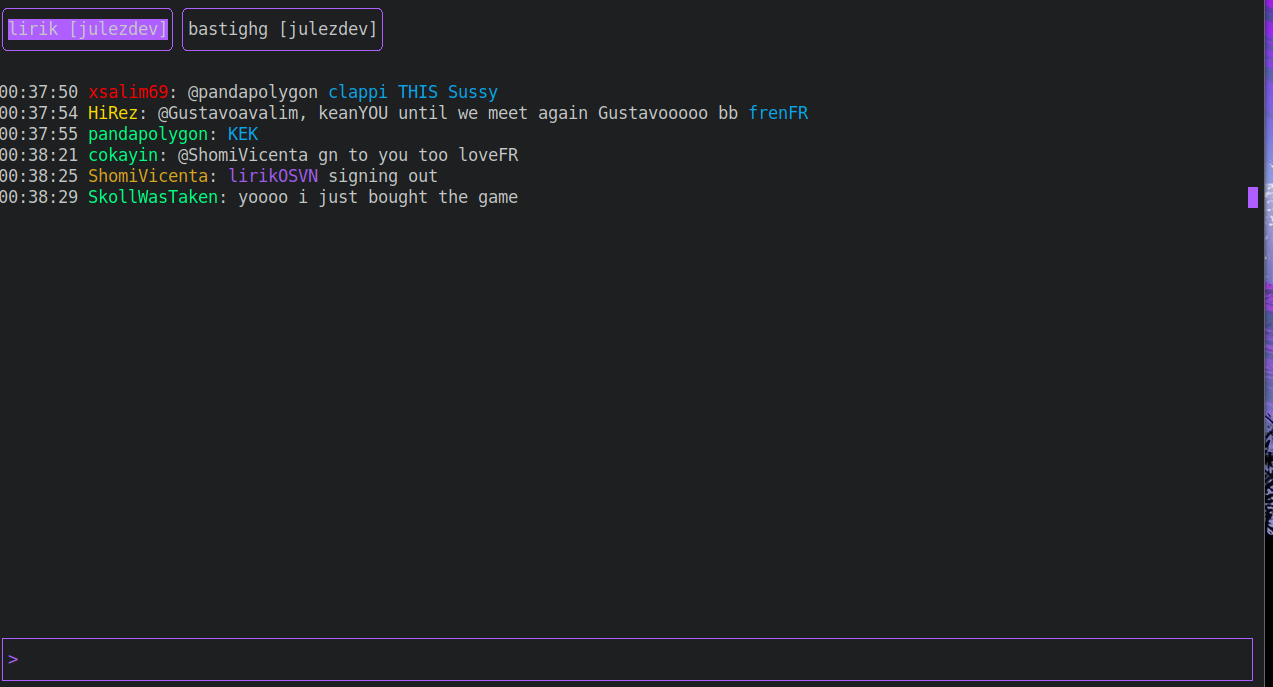 lirik [julezdev] bastighg [julezdev]
00:37:50 xsalim69: @pandapolygon clappi THIS Sussy
00:37:54 HiRez: @Gustavoavalim, keanYOU until we meet again Gustavooooo bb frenFR
00:37:55 pandapolygon: KEK
00:38:21 cokayin: @ShomiVicenta gn to you too loveFR
00:38:25 ShomiVicenta: lirikOSVN signing out
00:38:29 SkollWasTaken: yoooo i just bought the game
>